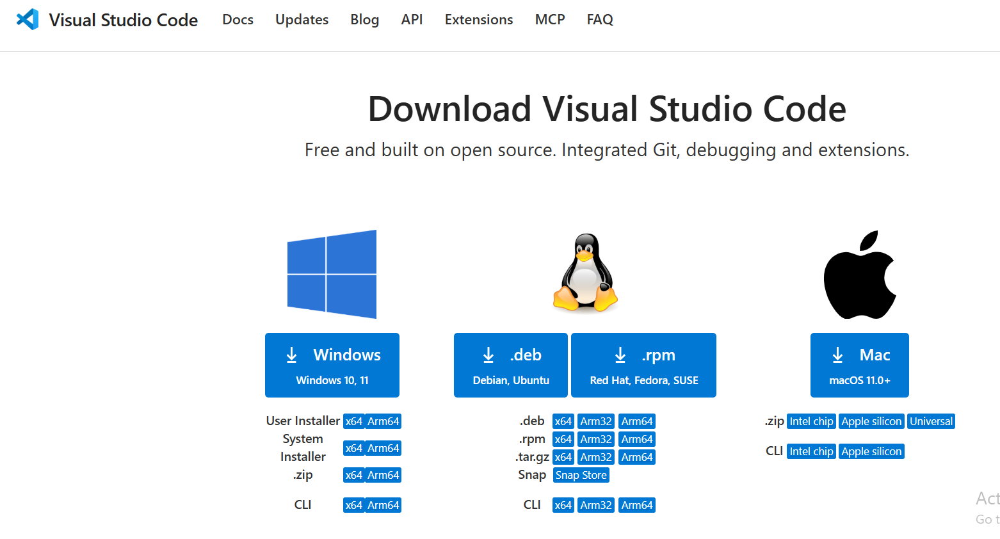 Visual Studio Code Docs Updates Blog API Extensions MCP FAQ
Download Visual Studio Code
Free and built on open source. Integrated Git, debugging and extensions.
Windows
Windows 10, 11
User Installer x64 Arm64
System
Installer x64 Arm64
.zip x64 Arm64
CLI x64 Arm64
.deb
Debian, Ubuntu
.rpm
Red Hat, Fedora, SUSE
.deb x64 Arm32 Arm64
.rpm x64 Arm32 Arm64
.tar.gz x64 Arm32 Arm64
Snap Snap Store
CLI x64 Arm32 Arm64
Mac
macOS 11.0+
.zip Intel chip Apple silicon Universal
CLI Intel chip Apple silicon
Act
Go t